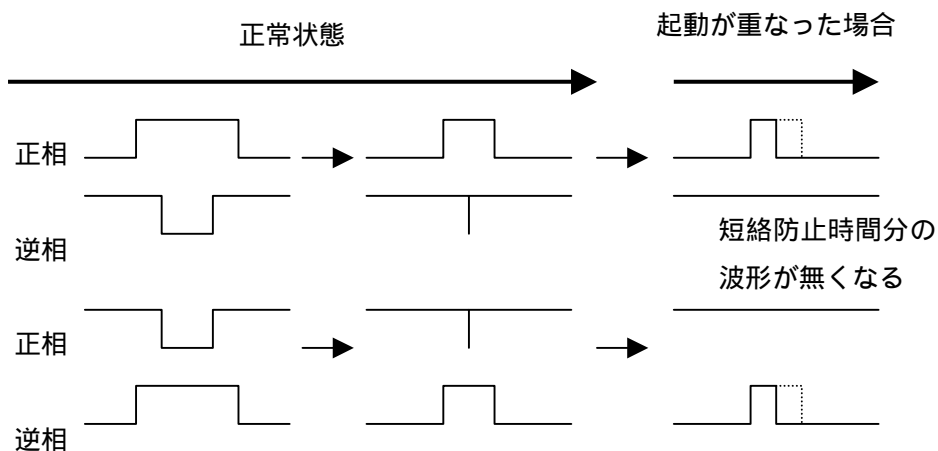 正常状態
起動が重なった場合
正相
逆相
短絡防止時間分の
波形が無くなる
正相
逆相